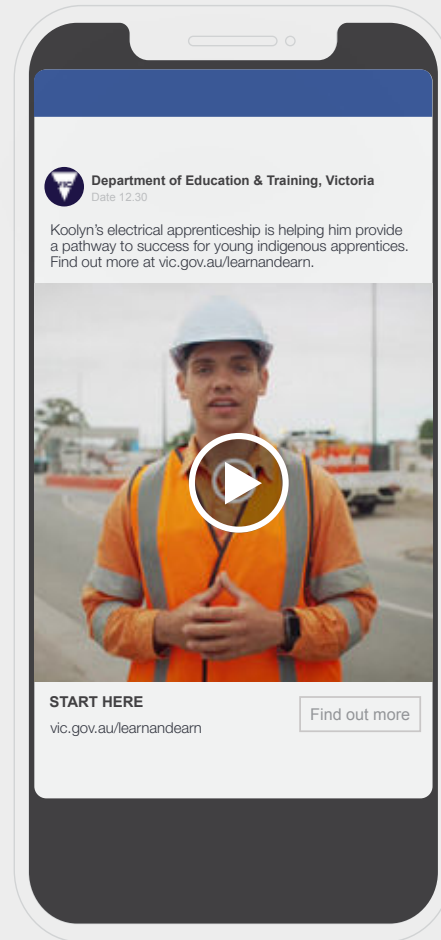 VIC
Department of Education & Training, Victoria
Date 12.30
Koolyn’s electrical apprenticeship is helping him provide
a pathway to success for young indigenous apprentices.
Find out more at vic.gov.au/learnandearn.
START HERE
Find out more
vic.gov.au/learnandearn